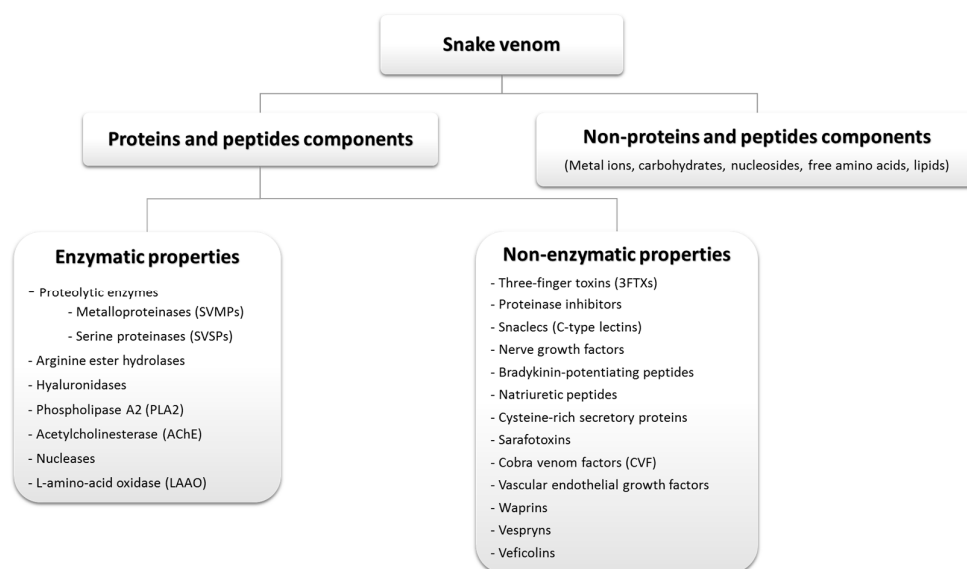 Snake venom
Proteins and peptides components
Non-proteins and peptides components
(Metal ions, carbohydrates, nucleosides, free amino acids, lipids)
Enzymatic properties
- Proteolytic enzymes
- Metalloproteinases (SVMPs)
- Serine proteinases (SVSPs)
- Arginine ester hydrolases
- Hyaluronidases
- Phospholipase A2 (PLA2)
- Acetylcholinesterase (AChE)
- Nucleases
- L-amino-acid oxidase (LAAO)
Non-enzymatic properties
- Three-finger toxins (3FTXs)
- Proteinase inhibitors
- Snaclecs (C-type lectins)
- Nerve growth factors
- Bradykinin-potentiating peptides
- Natriuretic peptides
- Cysteine-rich secretory proteins
- Sarafotoxins
- Cobra venom factors (CVF)
- Vascular endothelial growth factors
- Waprins
- Vespryns
- Veficolins